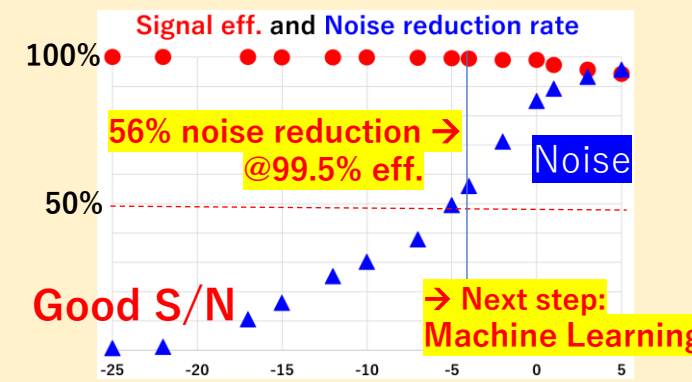 Signal eff. and Noise reduction rate
100%
56% noise reduction →
@99.5% eff.
Noise
50%
Good S/N
→ Next step:
Machine Learning
-25 -20 -15 -10 -5 0 5